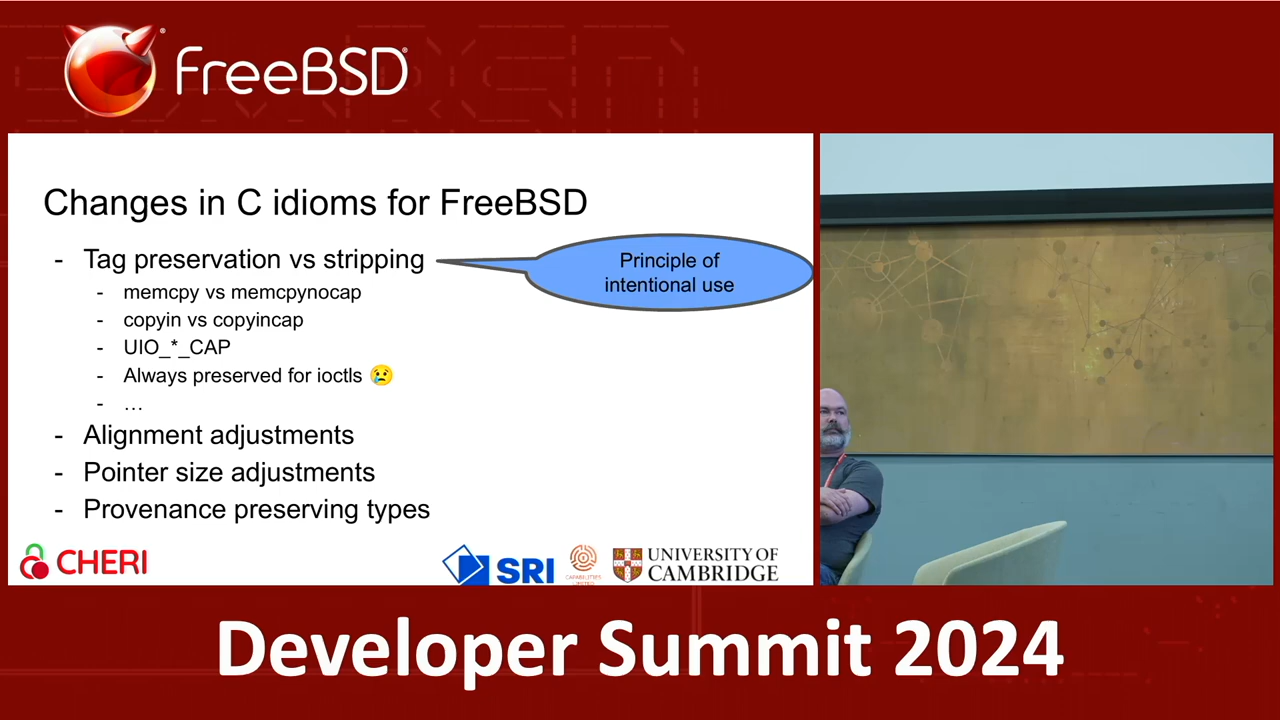 FreeBSD®
Changes in C idioms for FreeBSD
- Tag preservation vs stripping
- memcpy vs memcpynocap
- copyin vs copyincap
- UIO_*_CAP
- Always preserved for ioctls 😢
- …
- Alignment adjustments
- Pointer size adjustments
- Provenance preserving types
Principle of
intentional use
CHERI
SRI
CAPABILITIES
LIMITED
UNIVERSITY OF
CAMBRIDGE
Developer Summit 2024